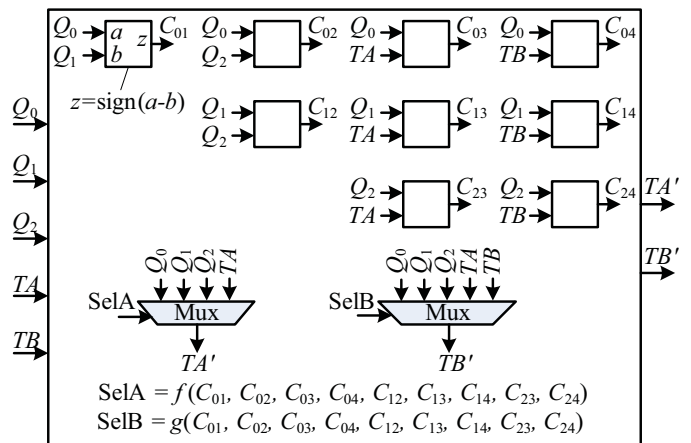 Q₀ a z C₀₁ Q₀ C₀₂ Q₀ C₀₃ Q₀ C₀₄
Q₁ b Q₂ TA TB
z=sign(a-b)
Q₀ Q₁ C₁₂ Q₁ C₁₃ Q₁ C₁₄
Q₂ TA TB
Q₁
Q₂ C₂₃ Q₂ C₂₄ TA′
TA TB
Q₂
TB′
Q₀ Q₁ Q₂ TA Q₀ Q₁ Q₂ TA TB
TA SelA Mux SelB Mux
TB
TA′ TB′
SelA = f(C₀₁, C₀₂, C₀₃, C₀₄, C₁₂, C₁₃, C₁₄, C₂₃, C₂₄)
SelB = g(C₀₁, C₀₂, C₀₃, C₀₄, C₁₂, C₁₃, C₁₄, C₂₃, C₂₄)